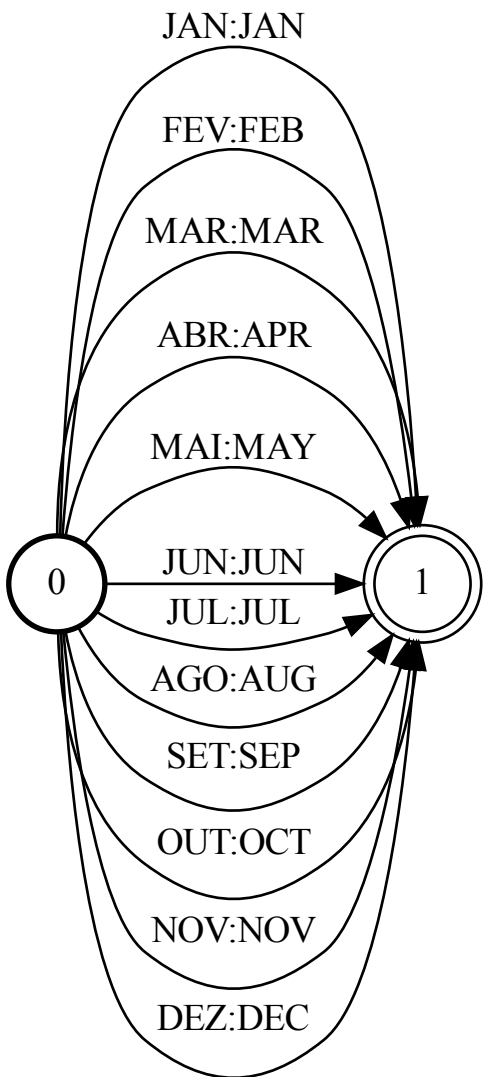 JAN:JAN
FEV:FEB
MAR:MAR
ABR:APR
MAI:MAY
0
JUN:JUN
1
JUL:JUL
AGO:AUG
SET:SEP
OUT:OCT
NOV:NOV
DEZ:DEC